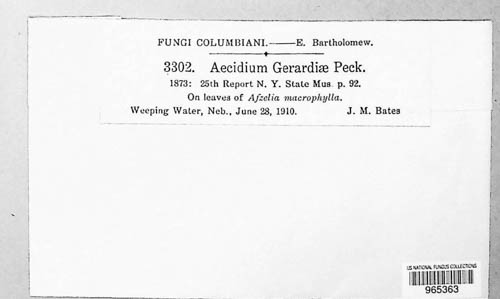 FUNGI COLUMBIANI.——E. Bartholomew.
3302. Aecidium Gerardiæ Peck.
1873: 25th Report N. Y. State Mus. p. 92.
On leaves of Afzelia macrophylla.
Weeping Water, Neb., June 28, 1910. J. M. Bates
US NATIONAL FUNGUS COLLECTIONS
965363